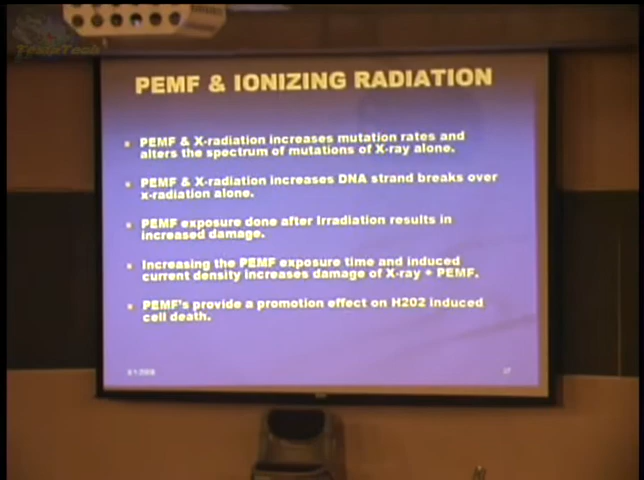 TeslaTech
PEMF & IONIZING RADIATION
PEMF & X-radiation increases mutation rates and
alters the spectrum of mutations of X-ray alone.
PEMF & X-radiation increases DNA strand breaks over
x-radiation alone.
PEMF exposure done after Irradiation results in
increased damage.
Increasing the PEMF exposure time and induced
current density increases damage of X-ray + PEMF.
PEMF's provide a promotion effect on H202 induced
cell death.